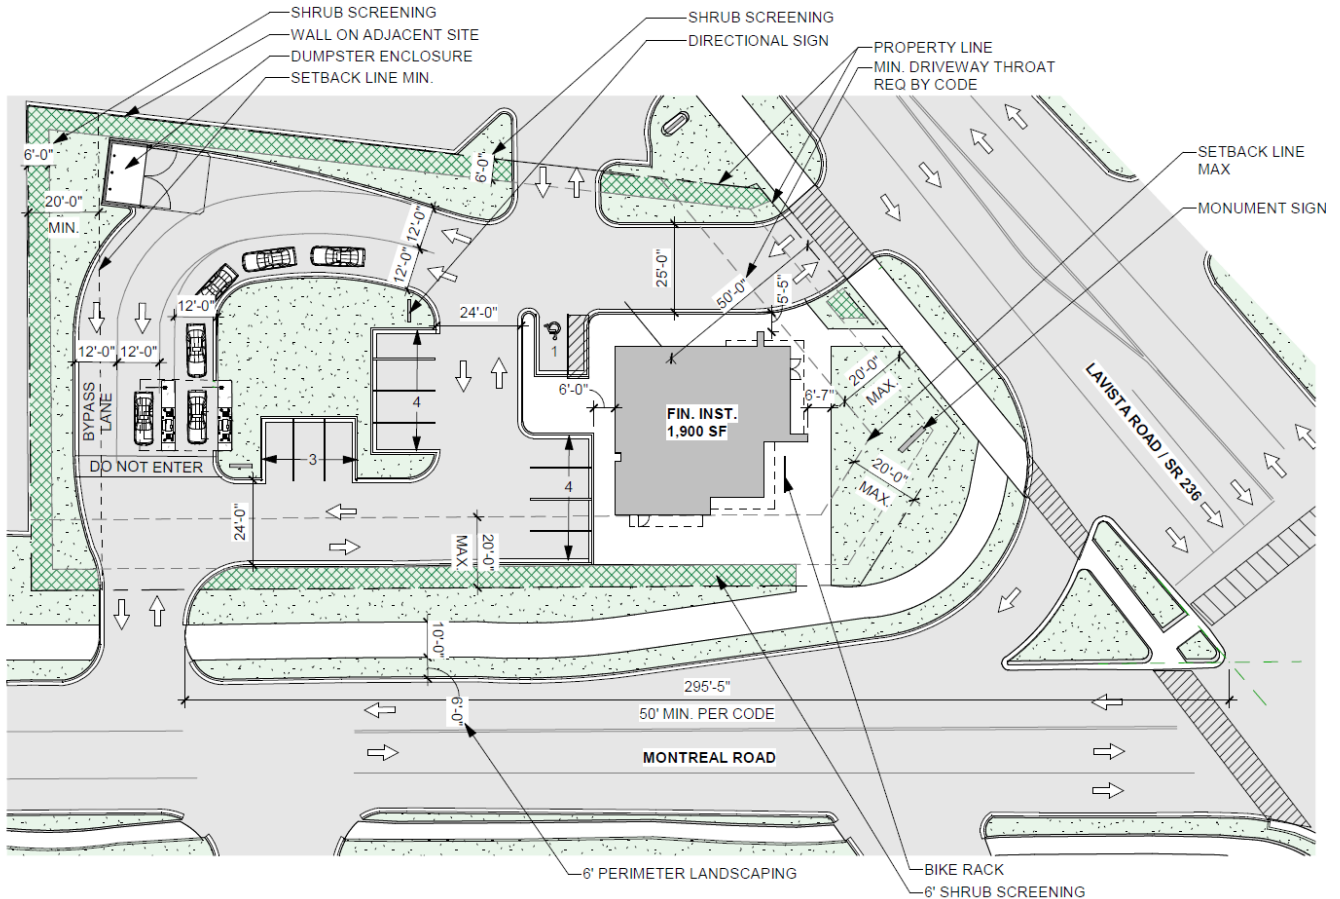 SHRUB SCREENING
WALL ON ADJACENT SITE
DUMPSTER ENCLOSURE
SETBACK LINE MIN.
SHRUB SCREENING
DIRECTIONAL SIGN
PROPERTY LINE
MIN. DRIVEWAY THROAT
REQ BY CODE
SETBACK LINE
MAX
MONUMENT SIGN
6'-0"
20'-0"
MIN.
6'-0"
12'-0"
12'-0"
25'-0"
50'-0"
5'-5"
12'-0"
24'-0"
1
12'-0"
12'-0"
BYPASS
LANE
DO NOT ENTER
4
3
4
6'-0"
FIN. INST.
1,900 SF
6'-7"
20'-0"
MAX.
20'-0"
MAX.
LAVISTA ROAD / SR 236
24'-0"
20'-0"
MAX.
10'-0"
6'-0"
295'-5"
50' MIN. PER CODE
MONTREAL ROAD
6' PERIMETER LANDSCAPING
BIKE RACK
6' SHRUB SCREENING